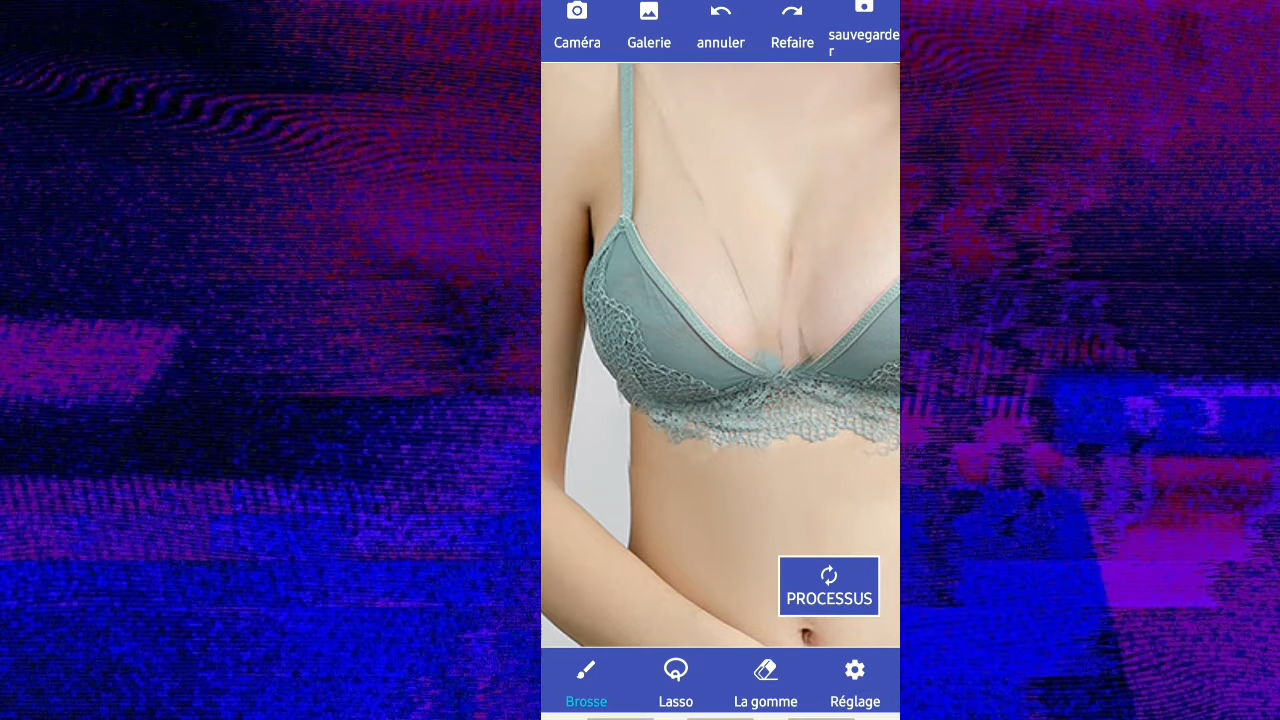 Caméra
Galerie
annuler
Refaire
sauvegarde
r
PROCESSUS
Brosse
Lasso
La gomme
Réglage